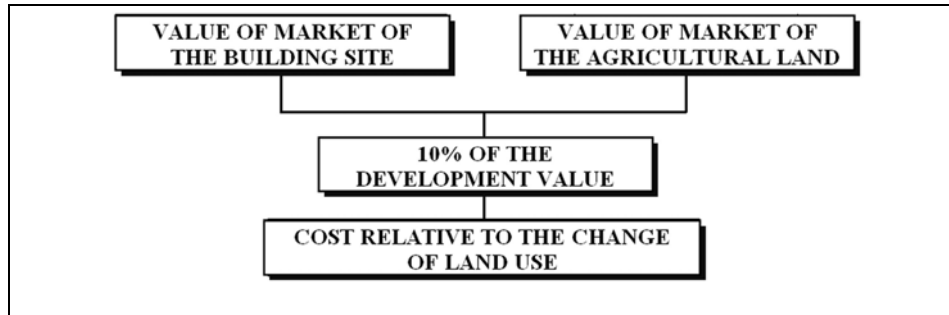 VALUE OF MARKET OF
THE BUILDING SITE
VALUE OF MARKET OF
THE AGRICULTURAL LAND
10% OF THE
DEVELOPMENT VALUE
COST RELATIVE TO THE CHANGE
OF LAND USE